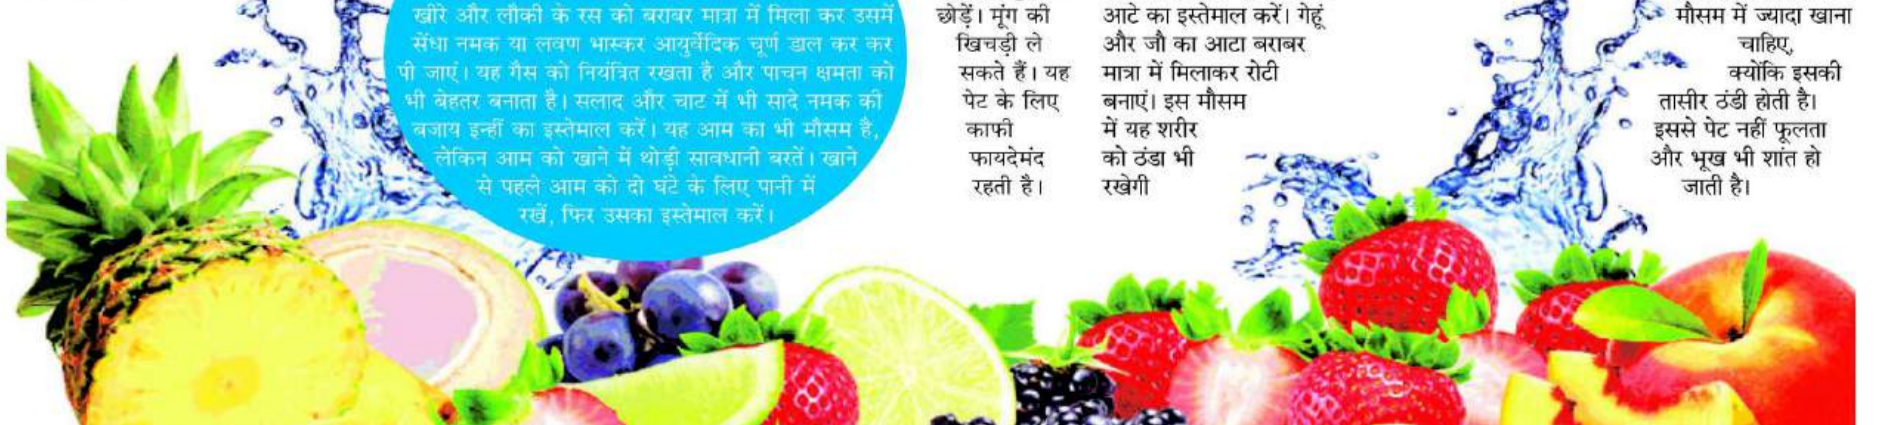 खीरे और लौकी के रस को बराबर मात्रा में मिला कर उसमें
सेंधा नमक या लवण भास्कर आयुर्वेदिक चूर्ण डाल कर कर
पी जाएं। यह गैस को नियंत्रित रखता है और पाचन क्षमता को
भी बेहतर बनाता है। सलाद और चाट में भी सादे नमक की
बजाय इन्हीं का इस्तेमाल करें। यह आम का भी मौसम है,
लेकिन आम को खाने में थोड़ी सावधानी बरतें। खाने
से पहले आम को दो घंटे के लिए पानी में
रखें, फिर उसका इस्तेमाल करें।
छोड़ें। मूंग की
खिचड़ी ले
सकते हैं। यह
पेट के लिए
काफी
फायदेमंद
रहती है।
आटे का इस्तेमाल करें। गेहूं
और जौ का आटा बराबर
मात्रा में मिलाकर रोटी
बनाएं। इस मौसम
में यह शरीर
को ठंडा भी
रखेगी
मौसम में ज्यादा खाना
चाहिए,
क्योंकि इसकी
तासीर ठंडी होती है।
इससे पेट नहीं फूलता
और भूख भी शांत हो
जाती है।